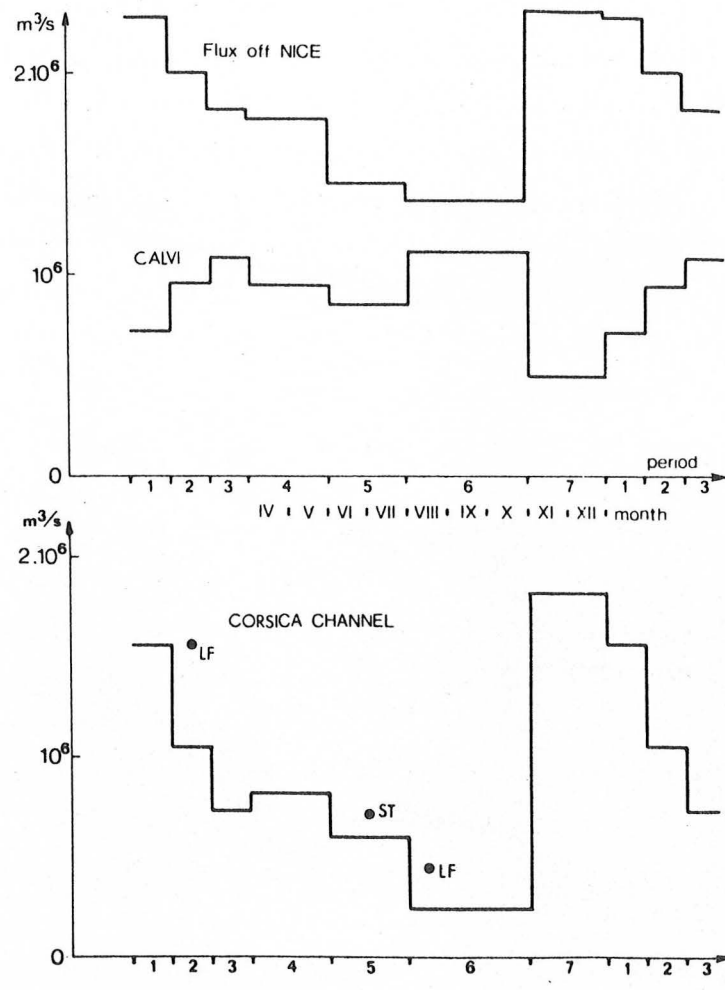 m³/s
Flux off NICE
2.10⁶
CALVI
10⁶
period
0
1 2 3 4 5 6 7 1 2 3
IV V VI VII VIII IX X XI XII month
m³/s
2.10⁶
CORSICA CHANNEL
LF
10⁶
ST
LF
0
1 2 3 4 5 6 7 1 2 3